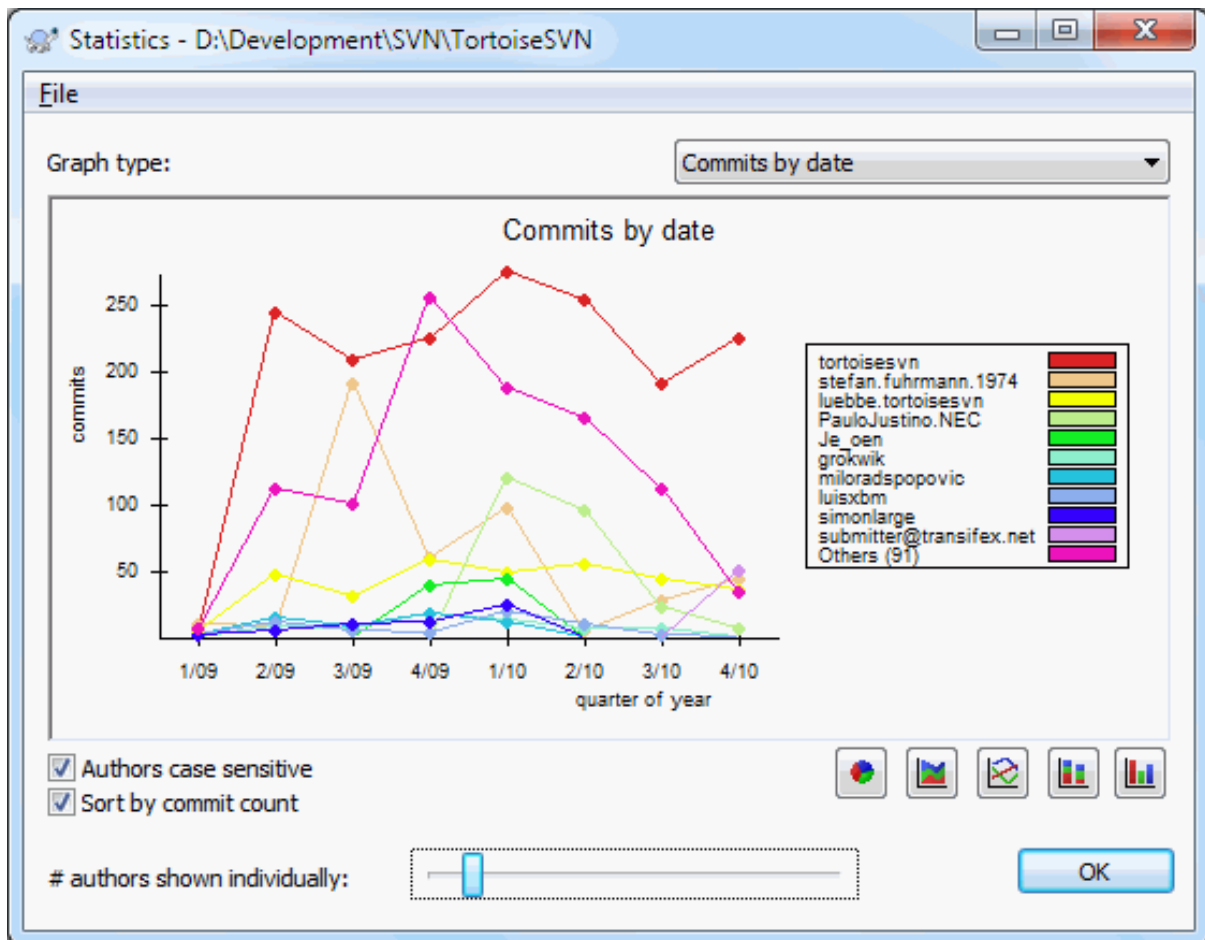 Statistics - D:\Development\SVN\TortoiseSVN
File
Graph type:
Commits by date
Commits by date
commits
250
200
150
100
50
1/09 2/09 3/09 4/09 1/10 2/10 3/10 4/10
quarter of year
tortoisesvn
stefan.fuhrmann.1974
luebbe.tortoisesvn
PauloJustino.NEC
Je_oen
grokwik
miloradspopovic
luisxbm
simonlarge
submitter@transifex.net
Others (91)
Authors case sensitive
Sort by commit count
# authors shown individually:
OK